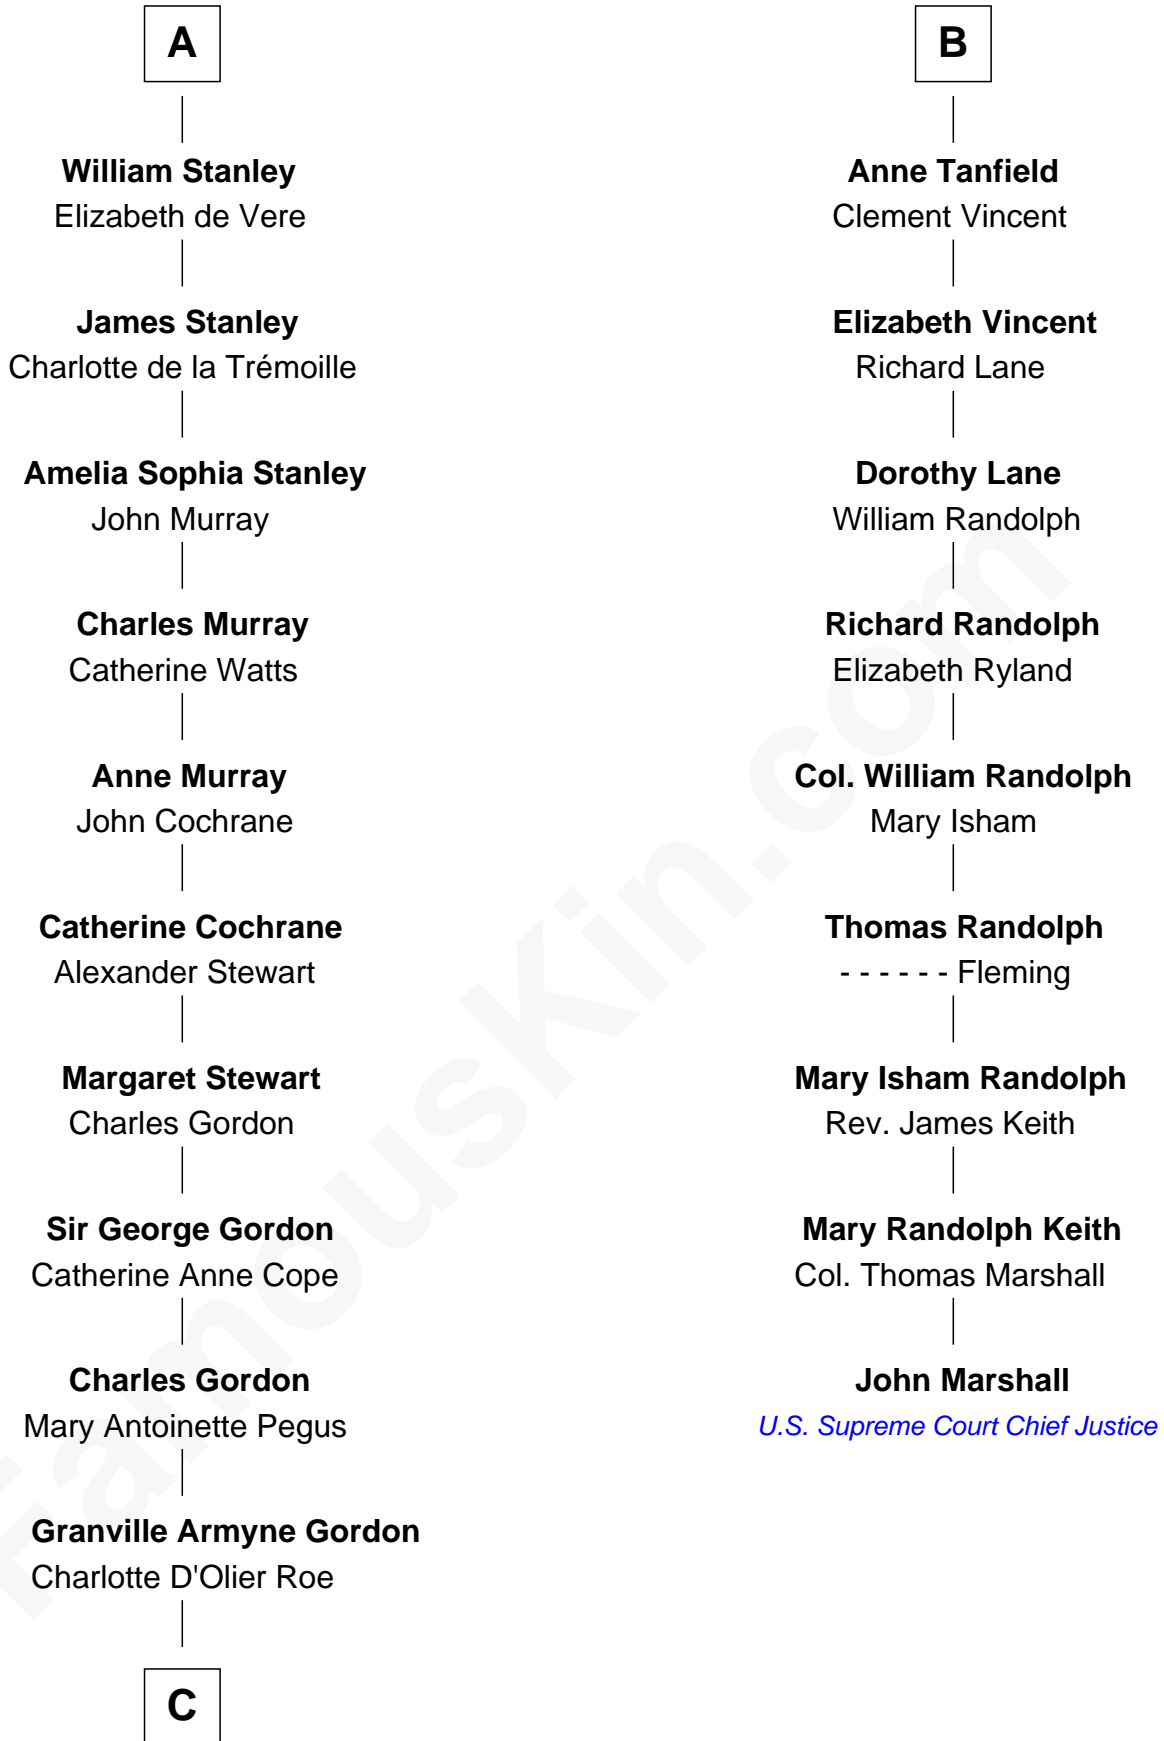 A
William Stanley
Elizabeth de Vere
James Stanley
Charlotte de la Trémoille
Amelia Sophia Stanley
John Murray
Charles Murray
Catherine Watts
Anne Murray
John Cochrane
Catherine Cochrane
Alexander Stewart
Margaret Stewart
Charles Gordon
Sir George Gordon
Catherine Anne Cope
Charles Gordon
Mary Antoinette Pegus
Granville Armyne Gordon
Charlotte D'Olier Roe
C
B
Anne Tanfield
Clement Vincent
Elizabeth Vincent
Richard Lane
Dorothy Lane
William Randolph
Richard Randolph
Elizabeth Ryland
Col. William Randolph
Mary Isham
Thomas Randolph
- - - - - - Fleming
Mary Isham Randolph
Rev. James Keith
Mary Randolph Keith
Col. Thomas Marshall
John Marshall
U.S. Supreme Court Chief Justice
FamousKin.com